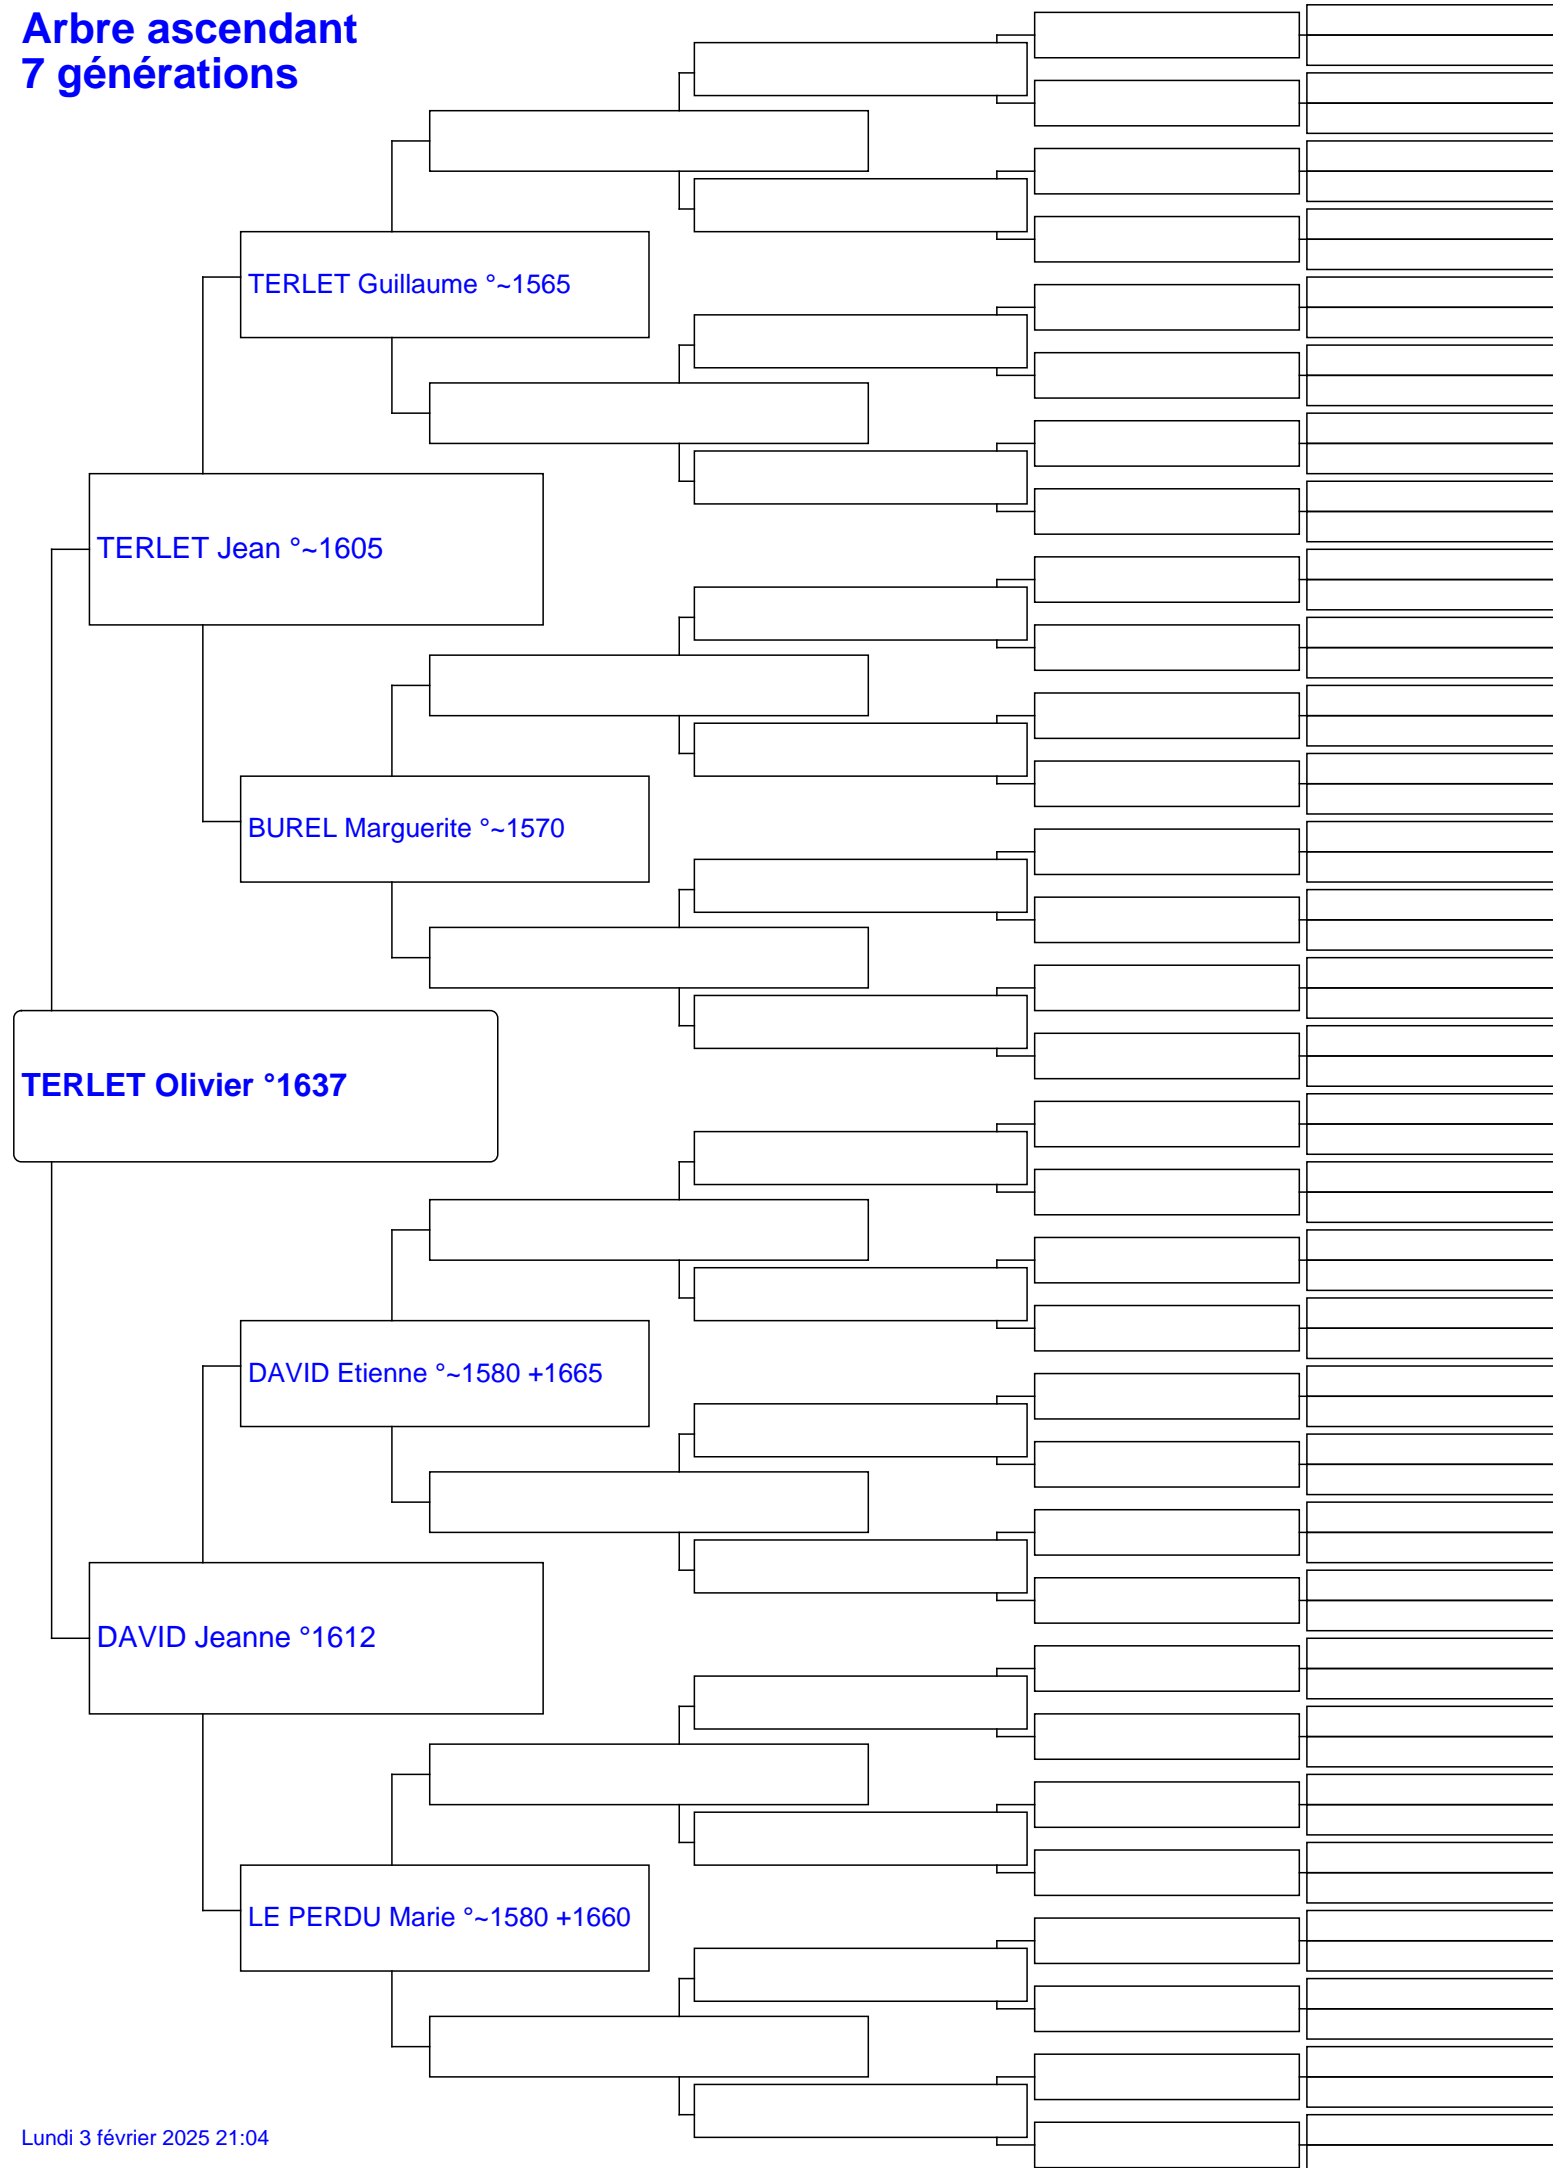 Arbre ascendant
7 générations
TERLET Guillaume °~1565
TERLET Jean °~1605
BUREL Marguerite °~1570
TERLET Olivier °1637
DAVID Etienne °~1580 +1665
DAVID Jeanne °1612
LE PERDU Marie °~1580 +1660
Lundi 3 février 2025 21:04